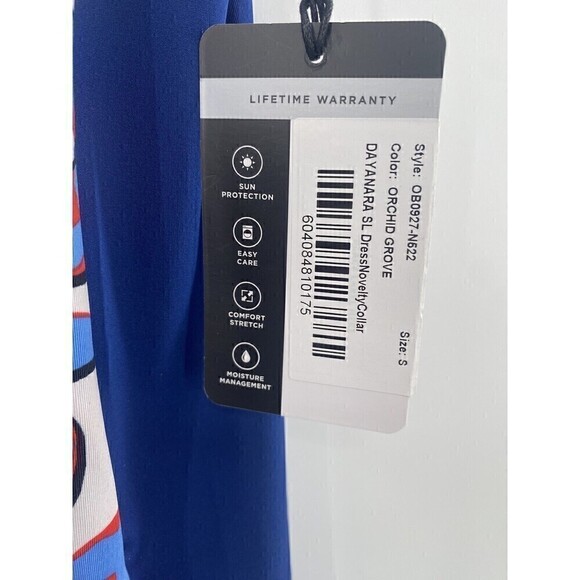 LIFETIME WARRANTY
SUN
PROTECTION
EASY
CARE
COMFORT
STRETCH
MOISTURE
MANAGEMENT
Style: OB0927-N622
Color: ORCHID GROVE
Size: S
DAYANARA SL DressNoveltyCollar
604084810175